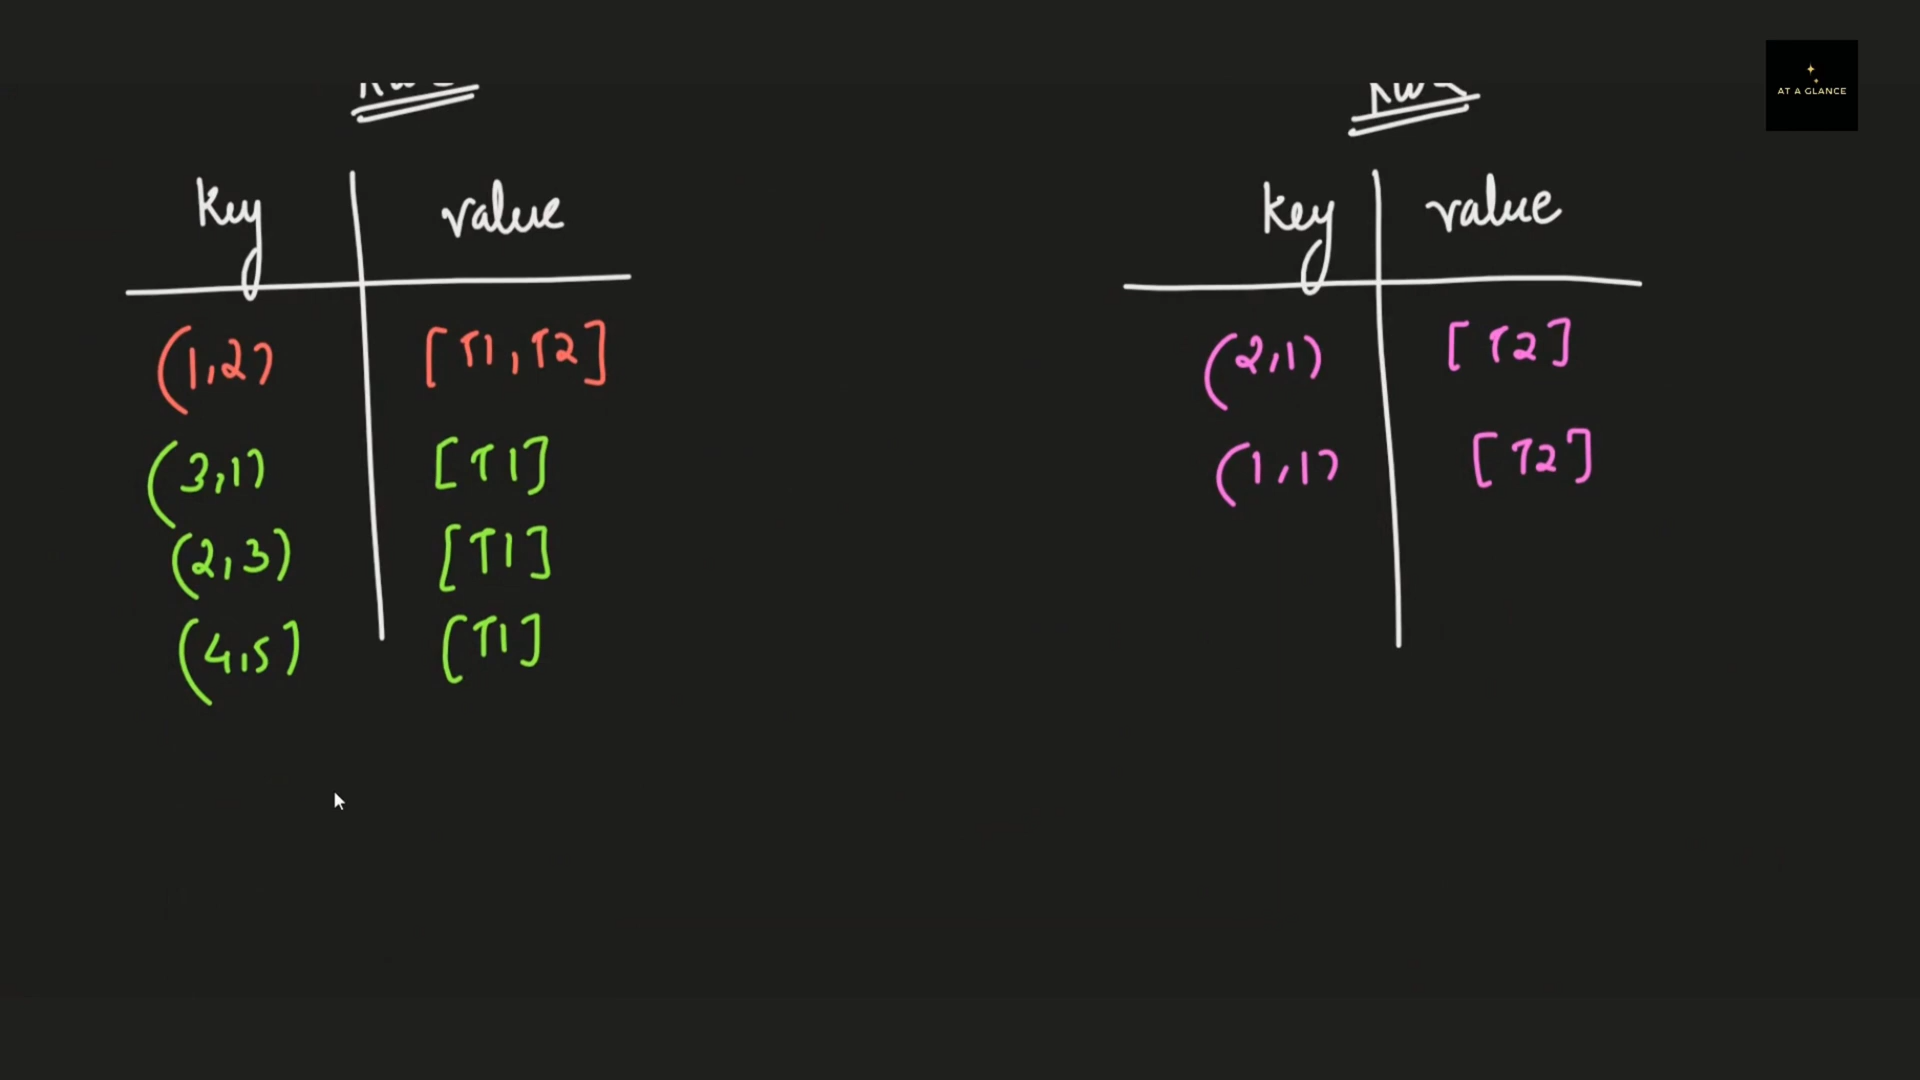 AT A GLANCE
key value
(1,2) [T1, T2]
(3,1) [T1]
(2,3) [T1]
(4,5) [T1]
key value
(2,1) [T2]
(1,1) [T2]